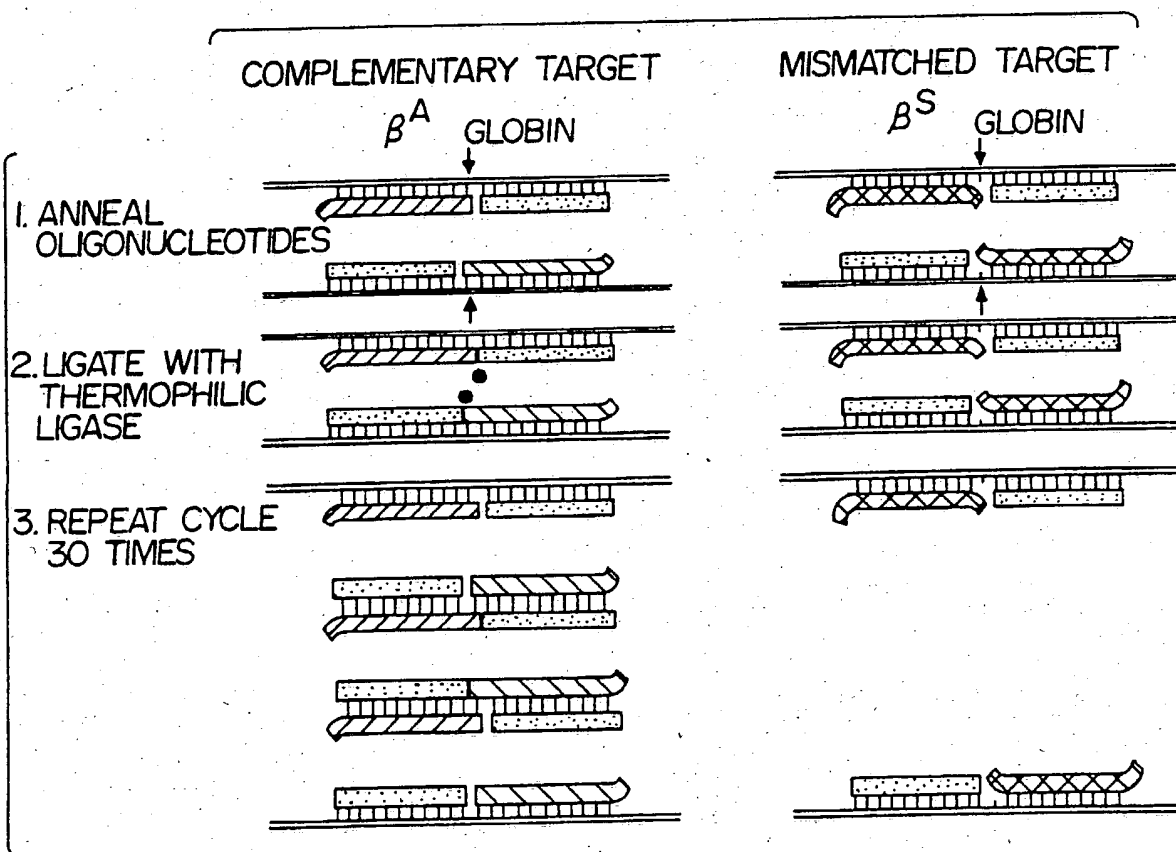 COMPLEMENTARY TARGET
β^A GLOBIN
MISMATCHED TARGET
β^S GLOBIN
1. ANNEAL
OLIGONUCLEOTIDES
2. LIGATE WITH
THERMOPHILIC
LIGASE
3. REPEAT CYCLE
30 TIMES